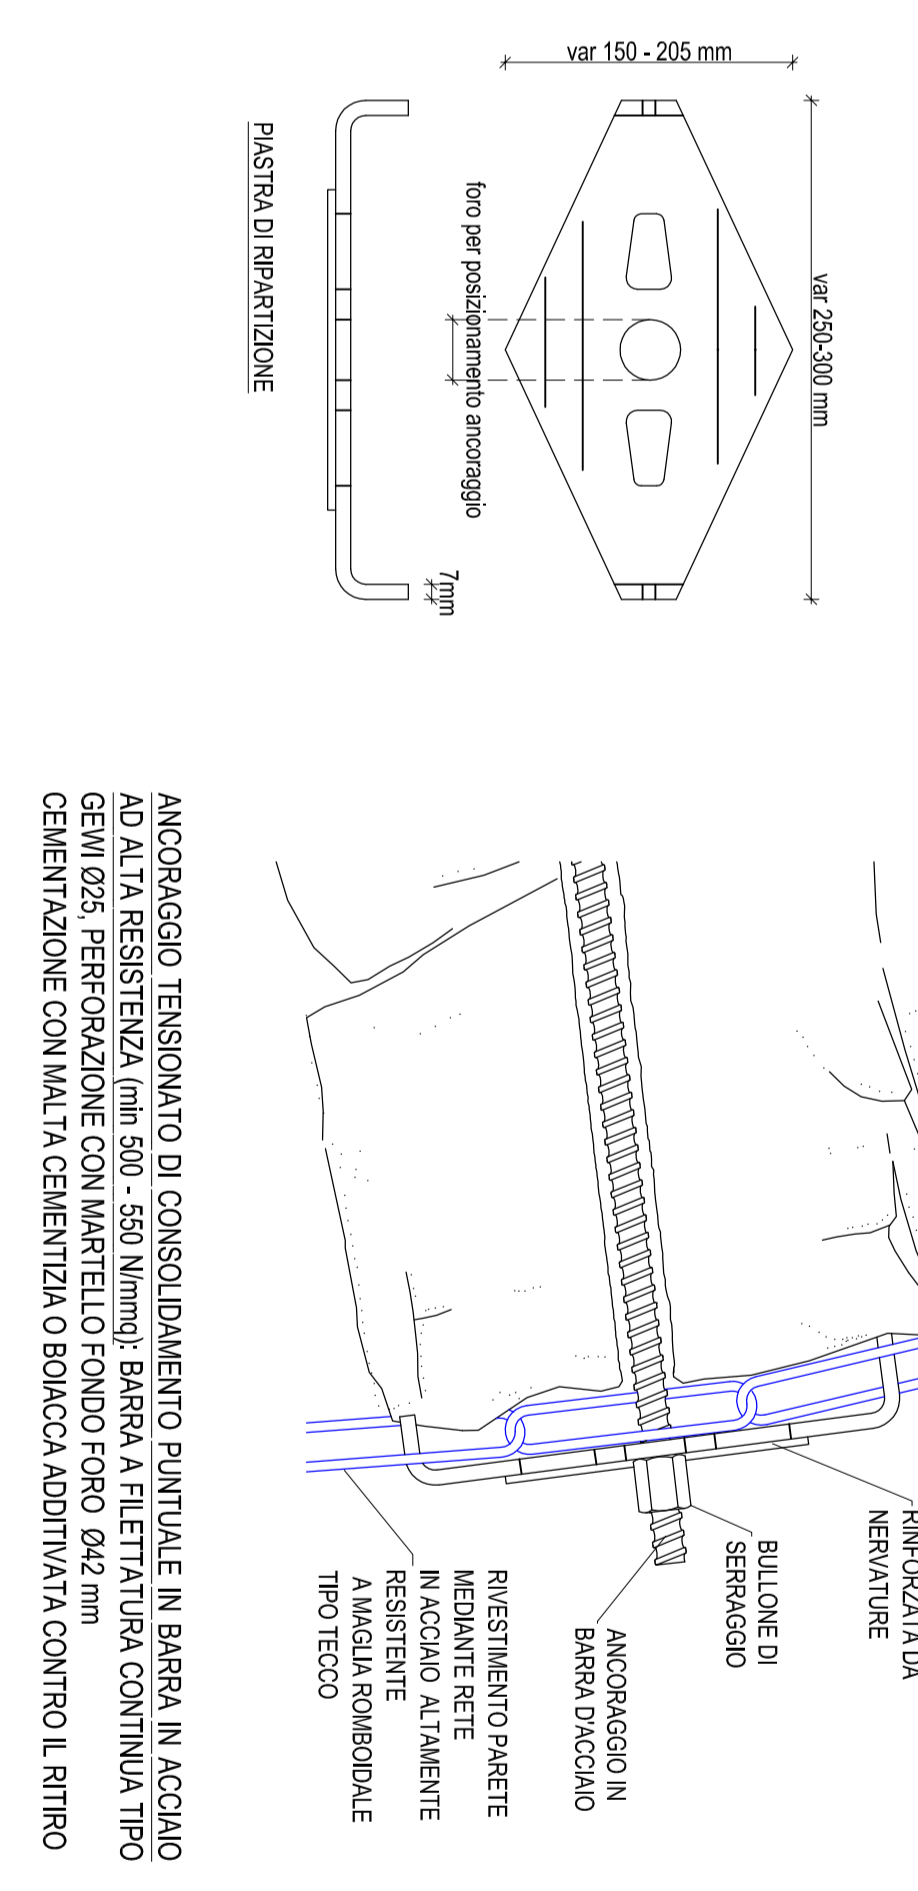 var 150 - 205 mm
var 250-300 mm
foro per posizionamento ancoraggio
7mm
PIASTRA DI RIPARTIZIONE
RINFORZATA DA
NERVATURE
BULLONE DI
SERRAGGIO
ANCORAGGIO IN
BARRA D'ACCIAIO
RIVESTIMENTO PARETE
MEDIANTE RETE
IN ACCIAIO ALTAMENTE
RESISTENTE
A MAGLIA ROMBOIDALE
TIPO TECCO
ANCORAGGIO TENSIONATO DI CONSOLIDAMENTO PUNTUALE IN BARRA IN ACCIAIO
AD ALTA RESISTENZA (min 500 - 550 N/mmq): BARRA A FILETTATURA CONTINUA TIPO
GEWI Ø25, PERFORAZIONE CON MARTELLO FONDO FORO Ø42 mm
CEMENTAZIONE CON MALTA CEMENTIZIA O BOIACCA ADDITIVATA CONTRO IL RITIRO